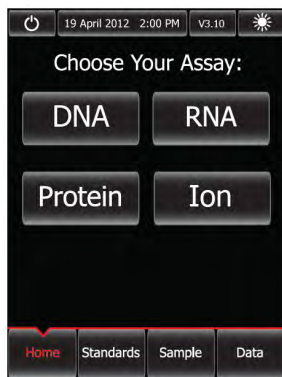 19 April 2012 2:00 PM V3.10
Choose Your Assay:
DNA RNA
Protein Ion
Home Standards Sample Data